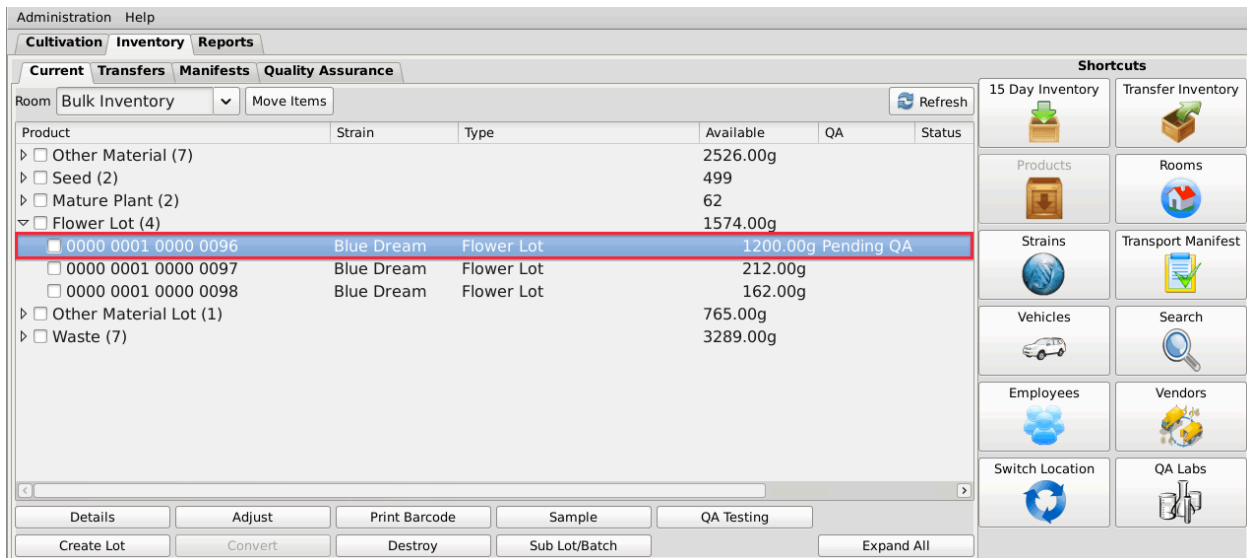 Administration Help
Cultivation Inventory Reports
Current Transfers Manifests Quality Assurance
Room Bulk Inventory Move Items Refresh
Product Strain Type Available QA Status
Other Material (7) 2526.00g
Seed (2) 499
Mature Plant (2) 62
Flower Lot (4) 1574.00g
0000 0001 0000 0096 Blue Dream Flower Lot 1200.00g Pending QA
0000 0001 0000 0097 Blue Dream Flower Lot 212.00g
0000 0001 0000 0098 Blue Dream Flower Lot 162.00g
Other Material Lot (1) 765.00g
Waste (7) 3289.00g
Details Adjust Print Barcode Sample QA Testing
Create Lot Convert Destroy Sub Lot/Batch Expand All
Shortcuts
15 Day Inventory Transfer Inventory
Products Rooms
Strains Transport Manifest
Vehicles Search
Employees Vendors
Switch Location QA Labs